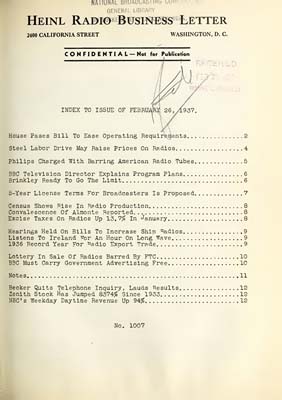 NATIONAL BROADCASTING
GENERAL LIBRARY
HEINL RADIO BUSINESS LETTER
2400 CALIFORNIA STREET WASHINGTON, D. C.
CONFIDENTIAL—Not for Publication
RECEIVED
INDEX TO ISSUE OF FEBRUARY 26, 1937.
House Passes Bill To Ease Operating Requirements..............2
Steel Labor Drive May Raise Prices On Radios..................4
Philips Charged With Barring American Radio Tubes.............5
BBC Television Director Explains Program Plans................6
Brinkley Ready To Go The Limit................................6
5-Year License Terms For Broadcasters Is Proposed.............7
Census Shows Rise In Radio Production.........................8
Convalescence Of Almonte Reported.............................8
Excise Taxes On Radios Up 13.7% In January....................8
Hearings Held On Bills To Increase Ship Radios................9
Listens To Ireland For An Hour On Long Wave...................9
1936 Record Year For Radio Export Trade.......................9
Lottery In Sale Of Radios Barred By FTC......................10
BBC Must Carry Government Advertising Free...................10
Notes........................................................11
Becker Quits Telephone Inquiry, Lauds Results................12
Zenith Stock Has Jumped 8374% Since 1933.....................12
NBC's Weekday Daytime Revenue Up 94%.........................12
No. 1007